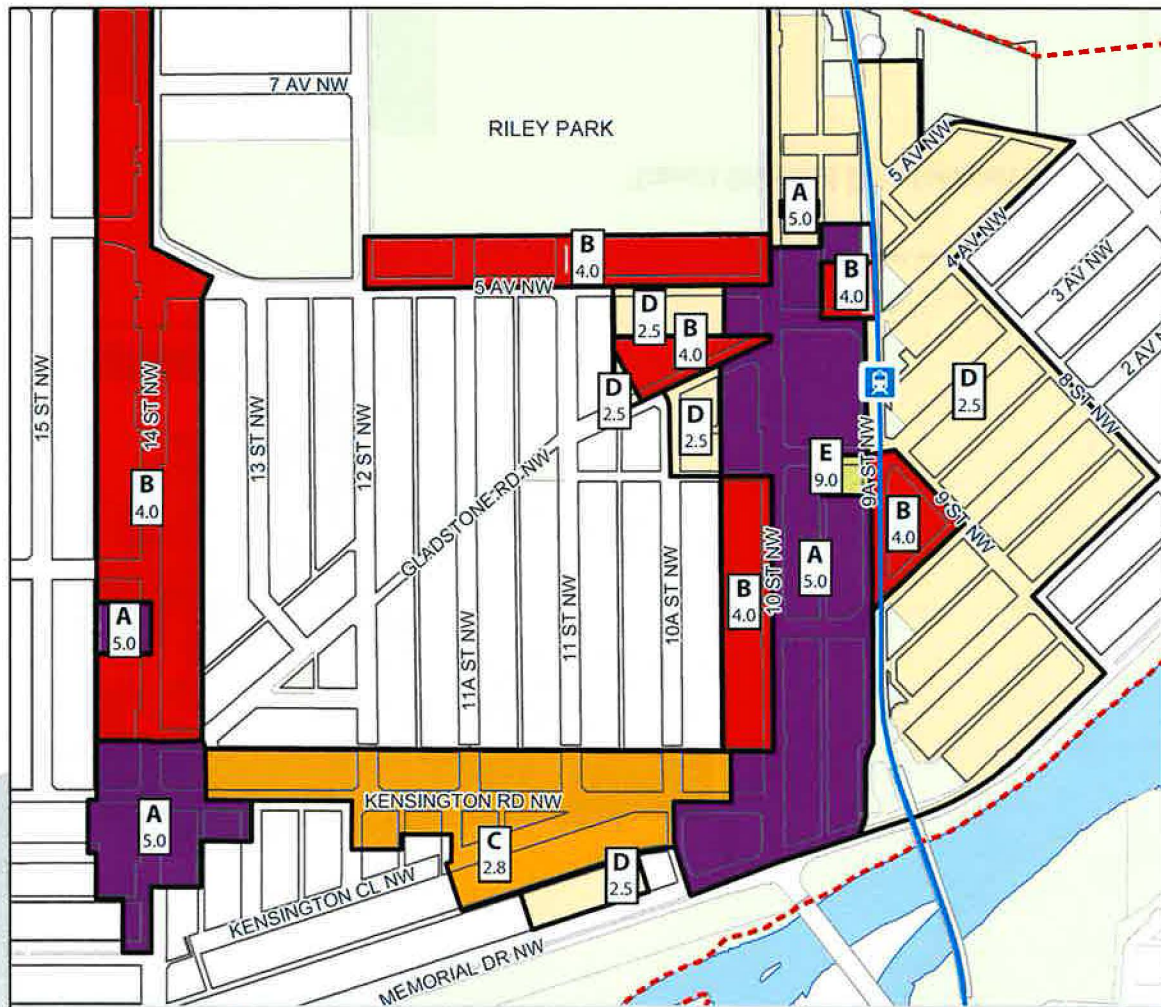 7 AV NW
RILEY PARK
5 AV NW
A
5.0
4 AV NW
3 AV NW
B
4.0
B
4.0
5 AV NW
D
2.5
B
4.0
2 AV N
D
2.5
8 ST NW
15 ST NW
14 ST NW
13 ST NW
12 ST NW
D
2.5
D
2.5
9A ST NW
E
9.0
B
4.0
GLADSTONE RD NW
B
4.0
9 ST NW
10 ST NW
A
5.0
B
4.0
A
5.0
11A ST NW
11 ST NW
10A ST NW
KENSINGTON RD NW
A
5.0
C
2.8
D
2.5
KENSINGTON CL NW
MEMORIAL DR NW